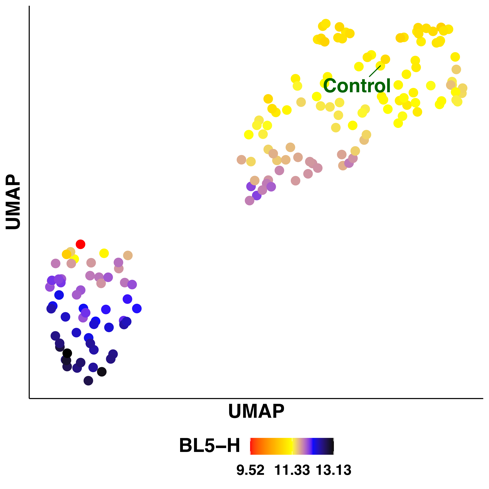 Control
UMAP
UMAP
BL5-H
9.52 11.33 13.13